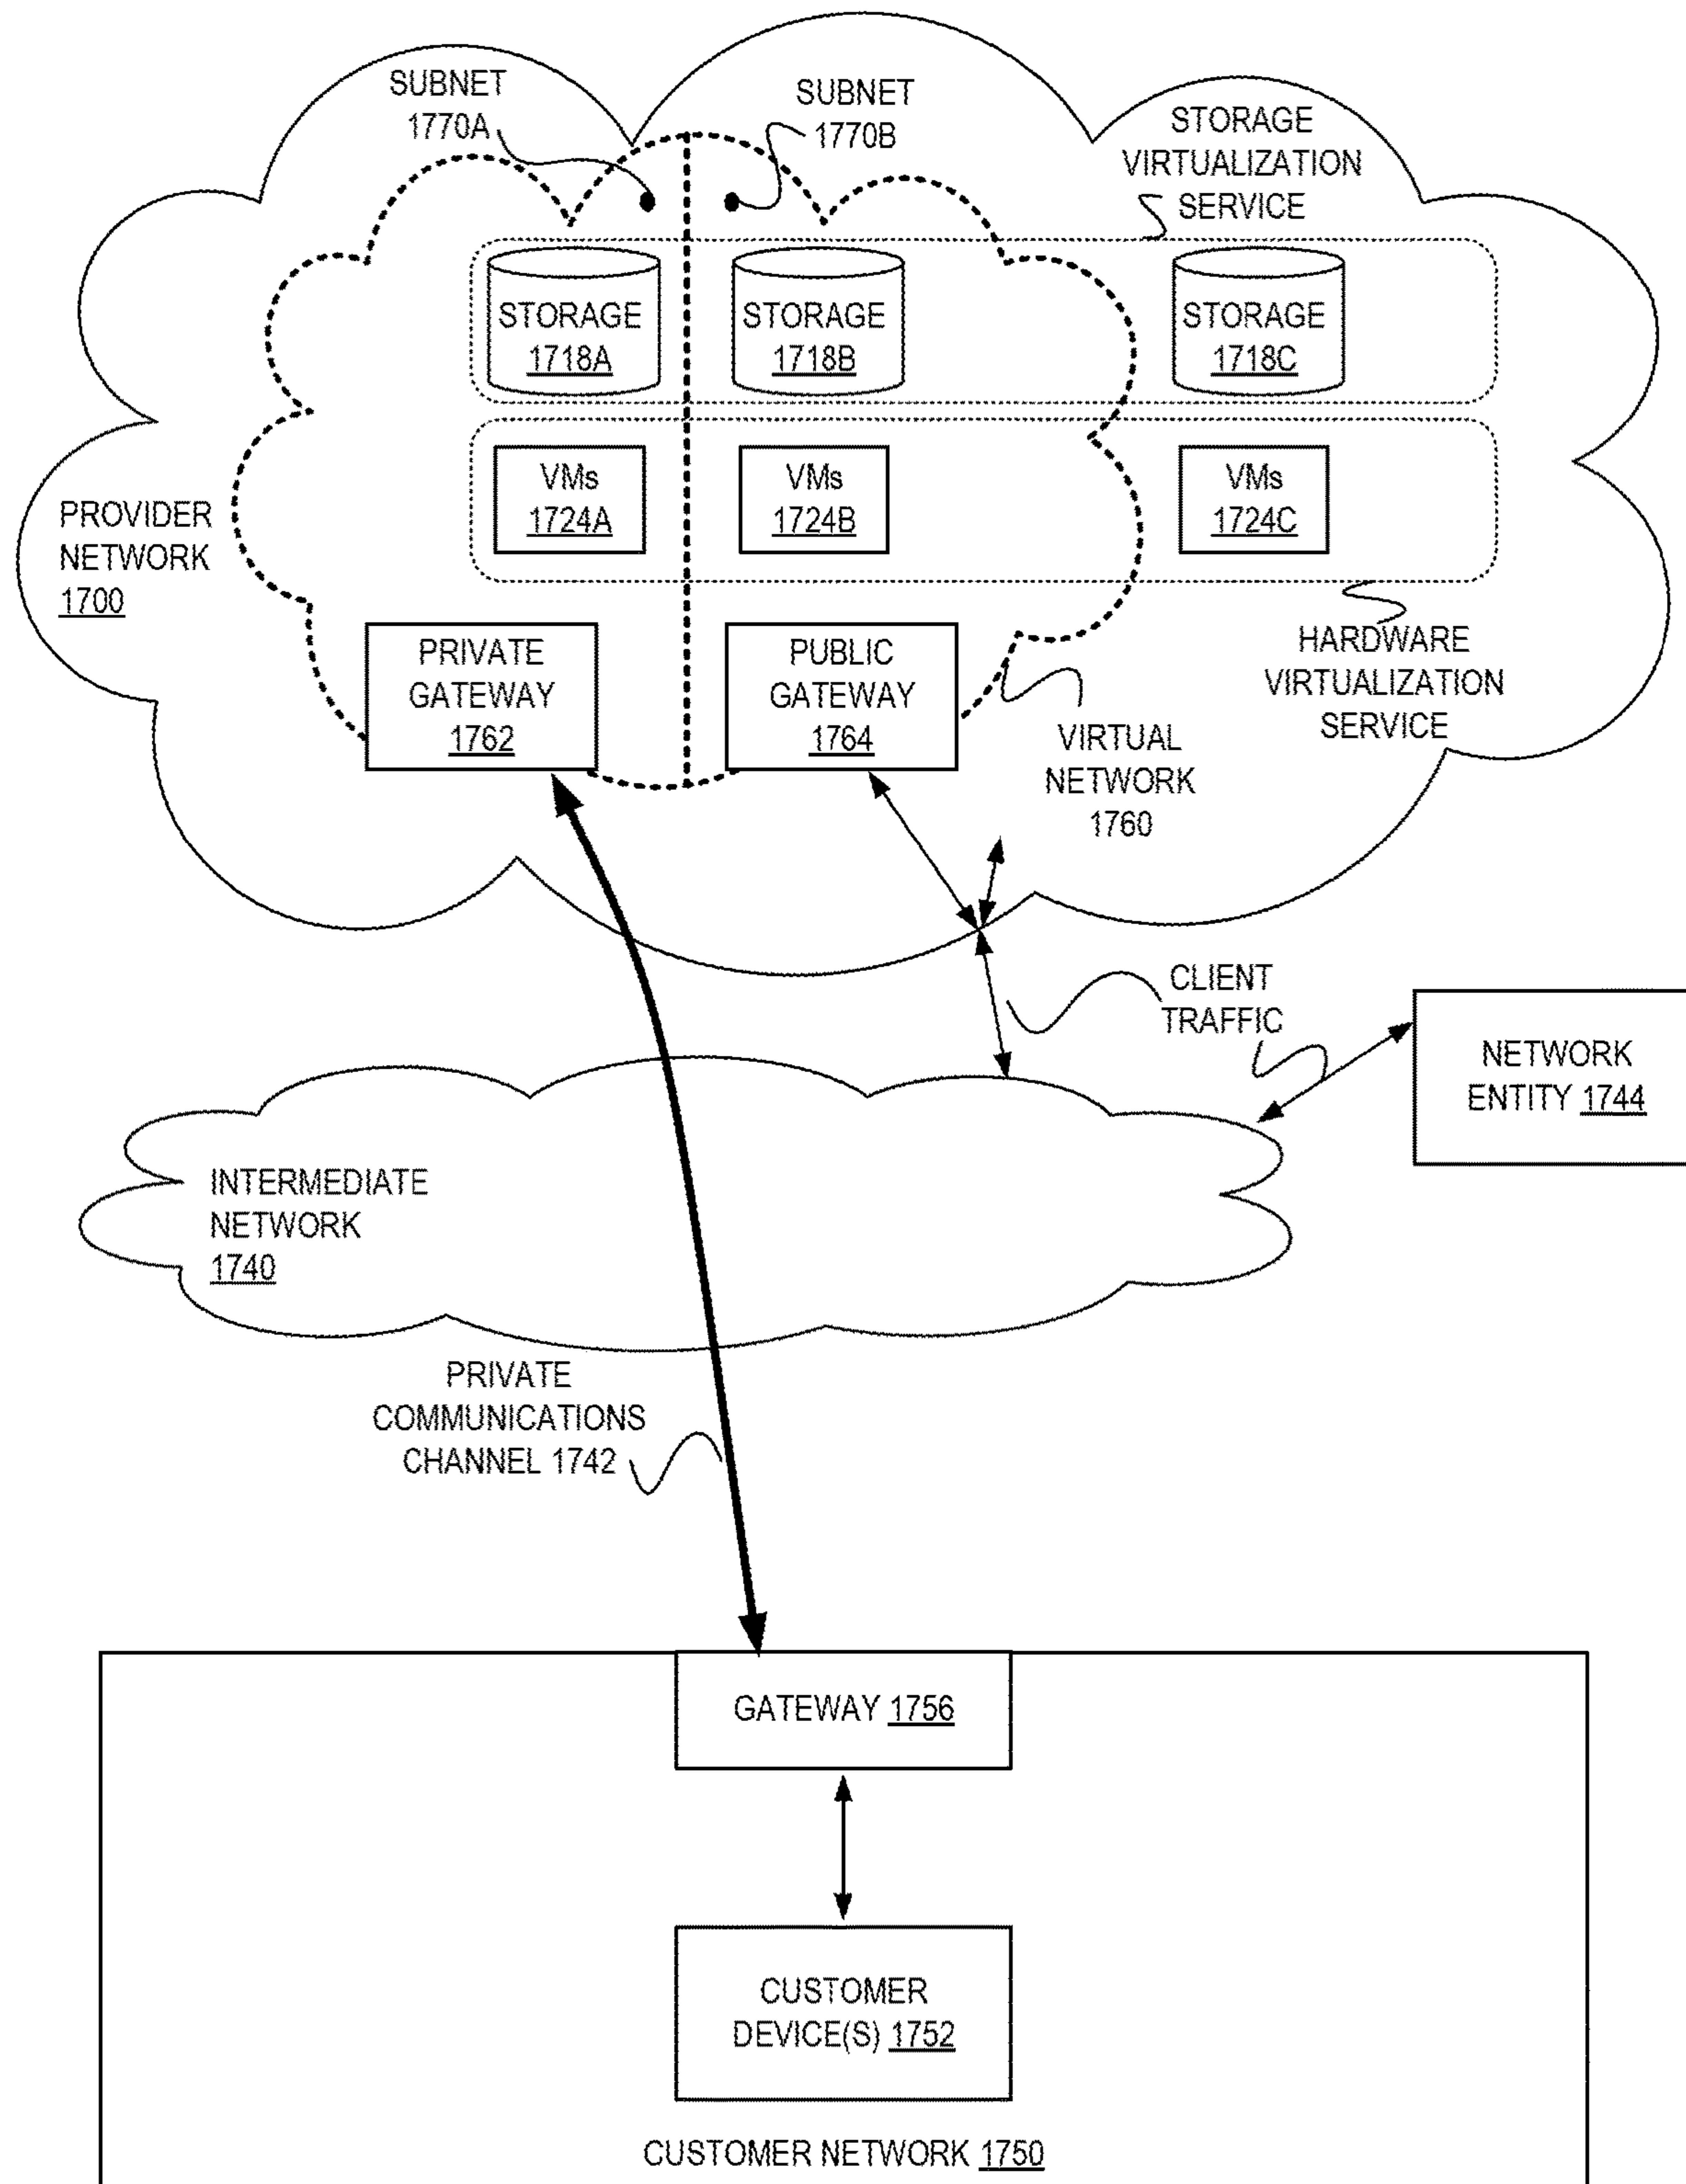 SUBNET
1770A
SUBNET
1770B
STORAGE
VIRTUALIZATION
SERVICE
STORAGE
1718A
STORAGE
1718B
STORAGE
1718C
VMs
1724A
VMs
1724B
VMs
1724C
PROVIDER
NETWORK
1700
PRIVATE
GATEWAY
1762
PUBLIC
GATEWAY
1764
HARDWARE
VIRTUALIZATION
SERVICE
VIRTUAL
NETWORK
1760
CLIENT
TRAFFIC
NETWORK
ENTITY 1744
INTERMEDIATE
NETWORK
1740
PRIVATE
COMMUNICATIONS
CHANNEL 1742
GATEWAY 1756
CUSTOMER
DEVICE(S) 1752
CUSTOMER NETWORK 1750